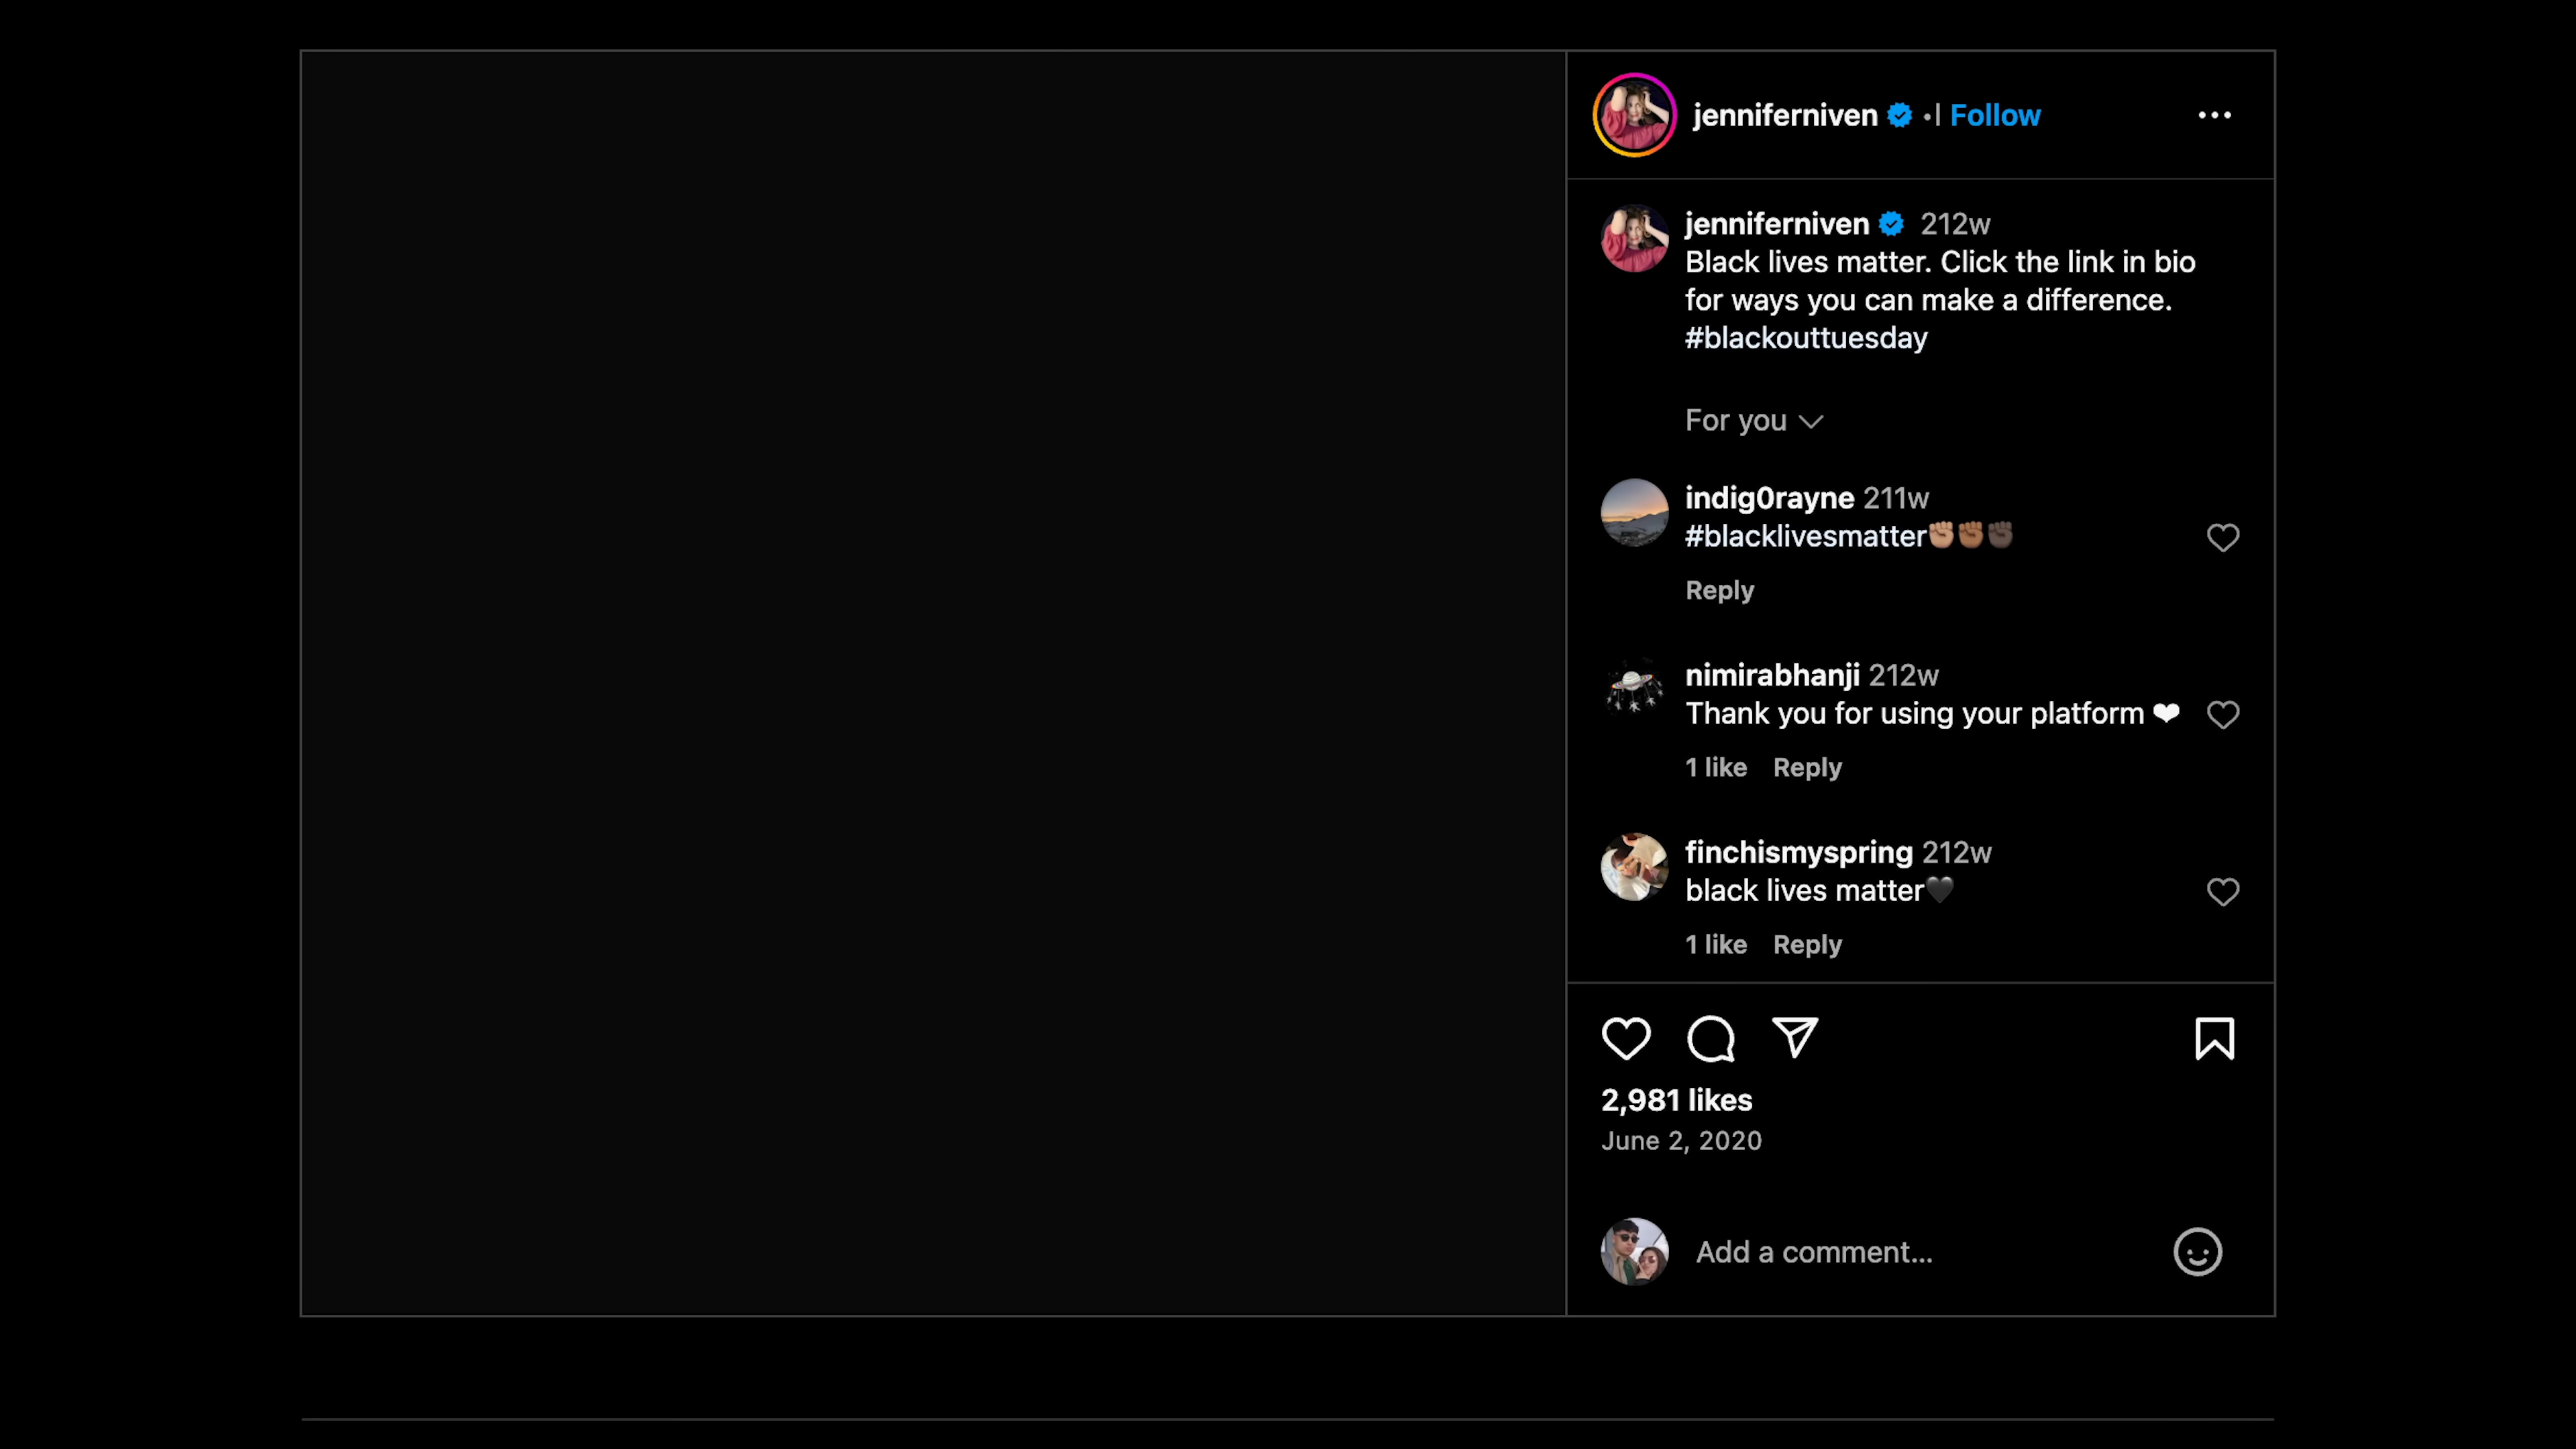 jenniferniven • | Follow
jenniferniven 212w
Black lives matter. Click the link in bio
for ways you can make a difference.
#blackouttuesday
For you
indig0rayne 211w
#blacklivesmatter✊🏼✊🏾✊🏿
Reply
nimirabhanji 212w
Thank you for using your platform ❤
1 like Reply
finchismyspring 212w
black lives matter🖤
1 like Reply
2,981 likes
June 2, 2020
Add a comment...